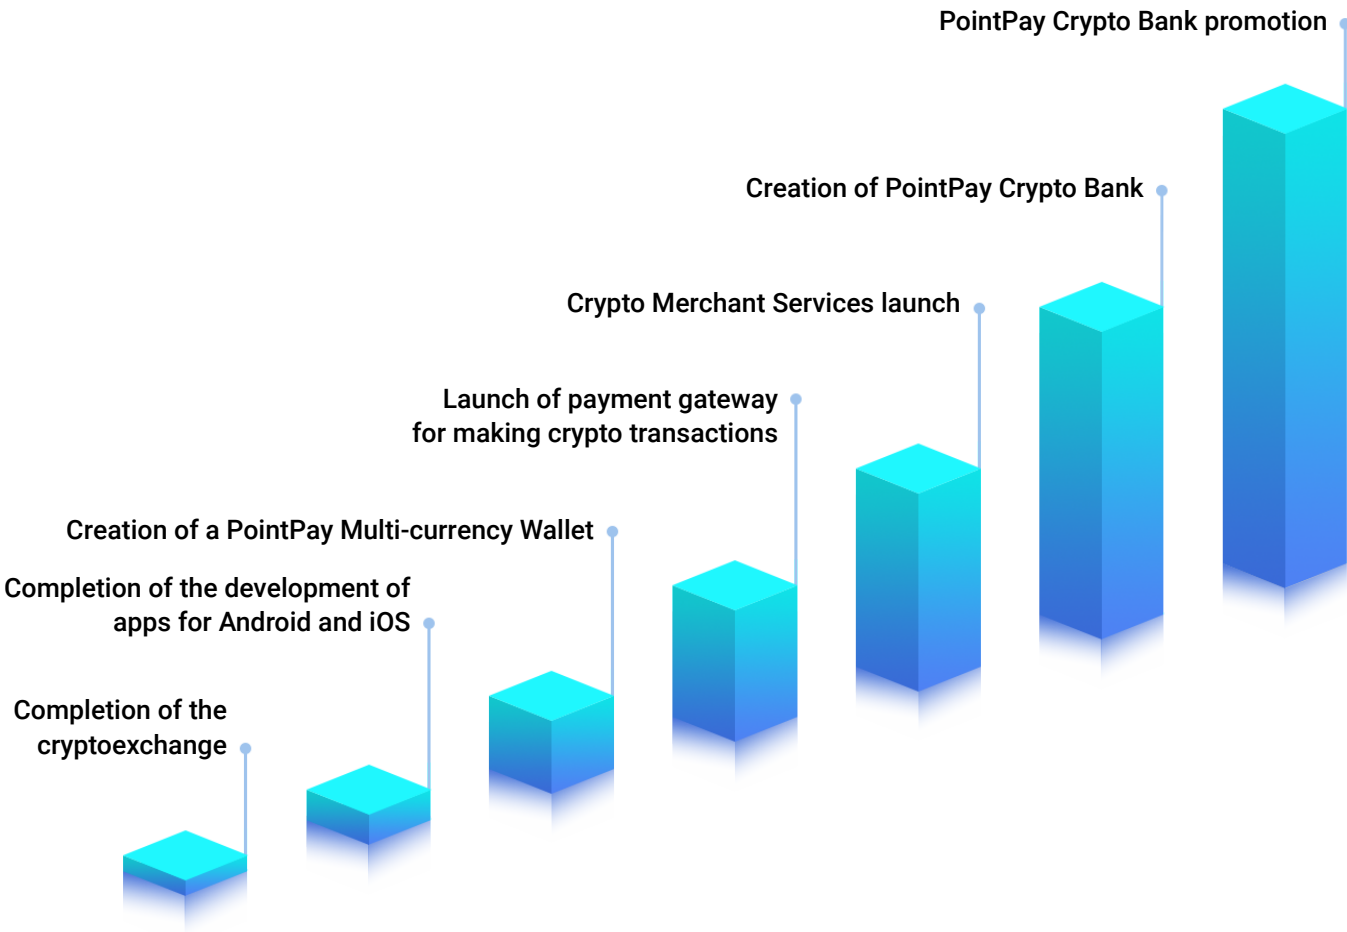 PointPay Crypto Bank promotion
Creation of PointPay Crypto Bank
Crypto Merchant Services launch
Launch of payment gateway
for making crypto transactions
Creation of a PointPay Multi-currency Wallet
Completion of the development of
apps for Android and iOS
Completion of the
cryptoexchange